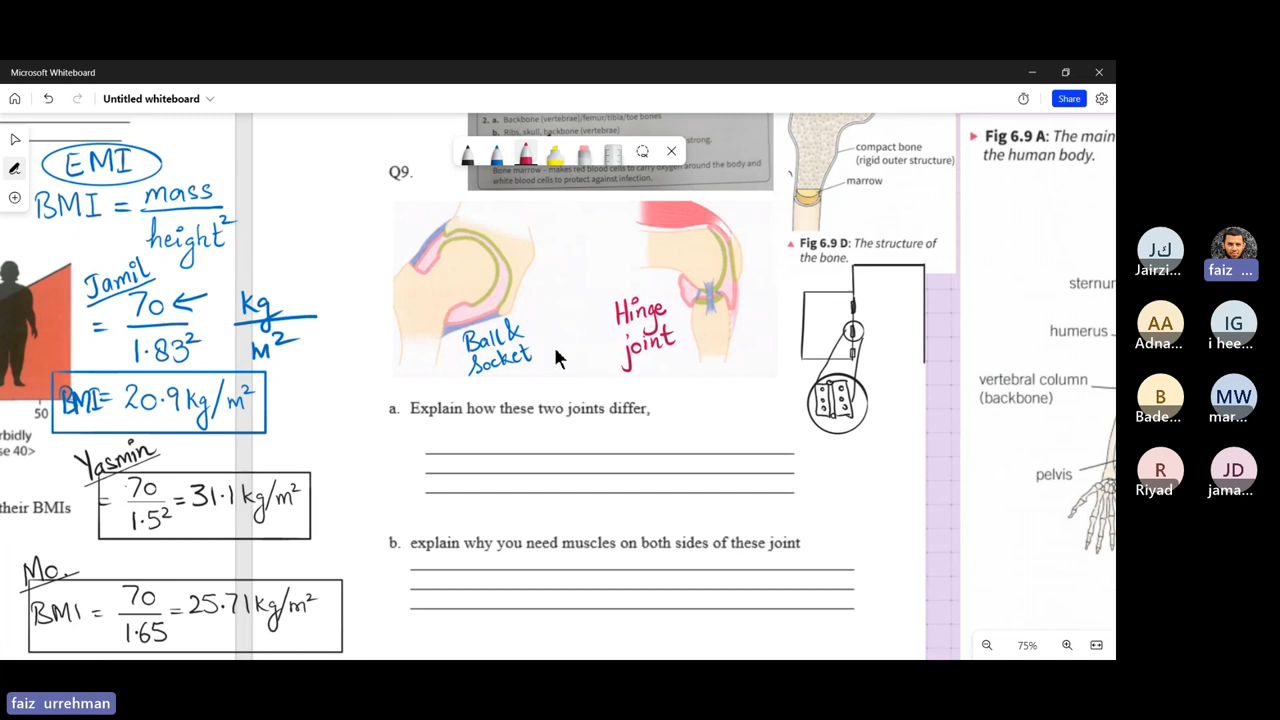 Microsoft Whiteboard
Untitled whiteboard
Share
EMI
BMI = mass
height²
Jamil
= 70 ←
1.83²
kg
m²
BMI = 20.9 kg/m²
50
rbidly
se 40>
Yasmin
= 70
1.5²
= 31.1 kg/m²
their BMIs
Mo.
BMI = 70
1.65
= 25.71 kg/m²
2. a. Backbone (vertebrae)/femur/tibia/toe bones
b. Ribs, skull, backbone (vertebrae)
strong.
Bone marrow – makes red blood cells to carry oxygen around the body and
white blood cells to protect against infection.
Q9.
Ball &
socket
Hinge
joint
a. Explain how these two joints differ,
b. explain why you need muscles on both sides of these joint
compact bone
(rigid outer structure)
marrow
Fig 6.9 D: The structure of
the bone.
Fig 6.9 A: The main
the human body.
sternu
humerus
vertebral column
(backbone)
pelvis
75%
Jك
Jairzi...
faiz ...
AA
Adna...
IG
i hee...
B
Bade...
MW
mar...
R
Riyad
JD
jama...
faiz urrehman